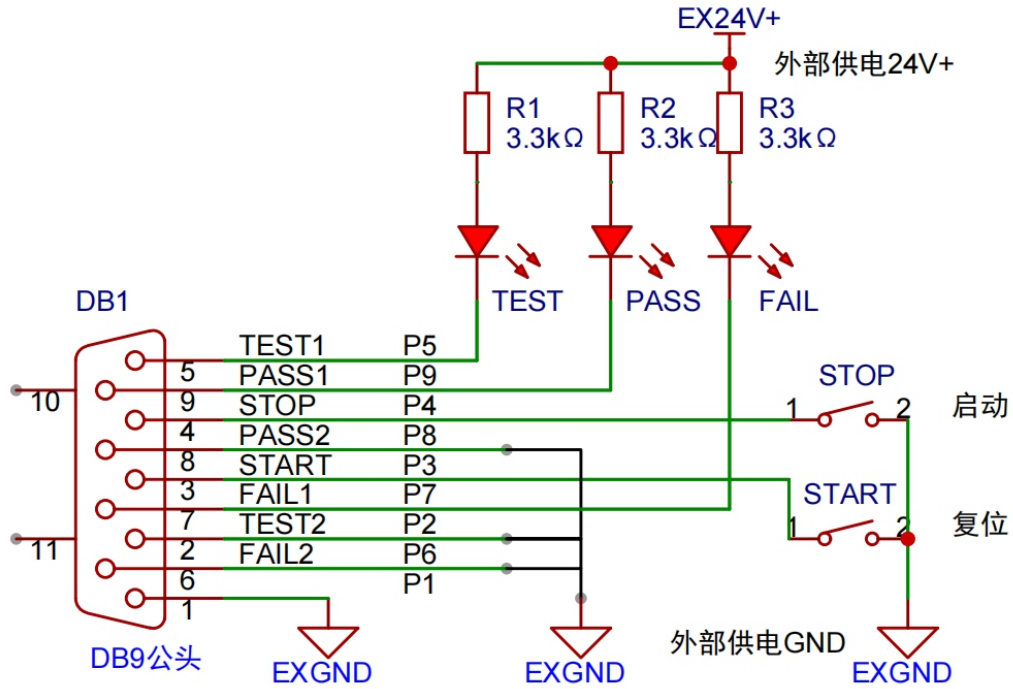 EX24V+
外部供电24V+
R1
3.3kΩ
R2
3.3kΩ
R3
3.3kΩ
TEST
PASS
FAIL
DB1
TEST1 P5
5
PASS1 P9
10
9
STOP P4
4
PASS2 P8
8
START P3
3
FAIL1 P7
7
TEST2 P2
11
2
FAIL2 P6
6
P1
1
STOP
1 2
启动
START
1 2
复位
DB9公头
EXGND
EXGND
外部供电GND
EXGND